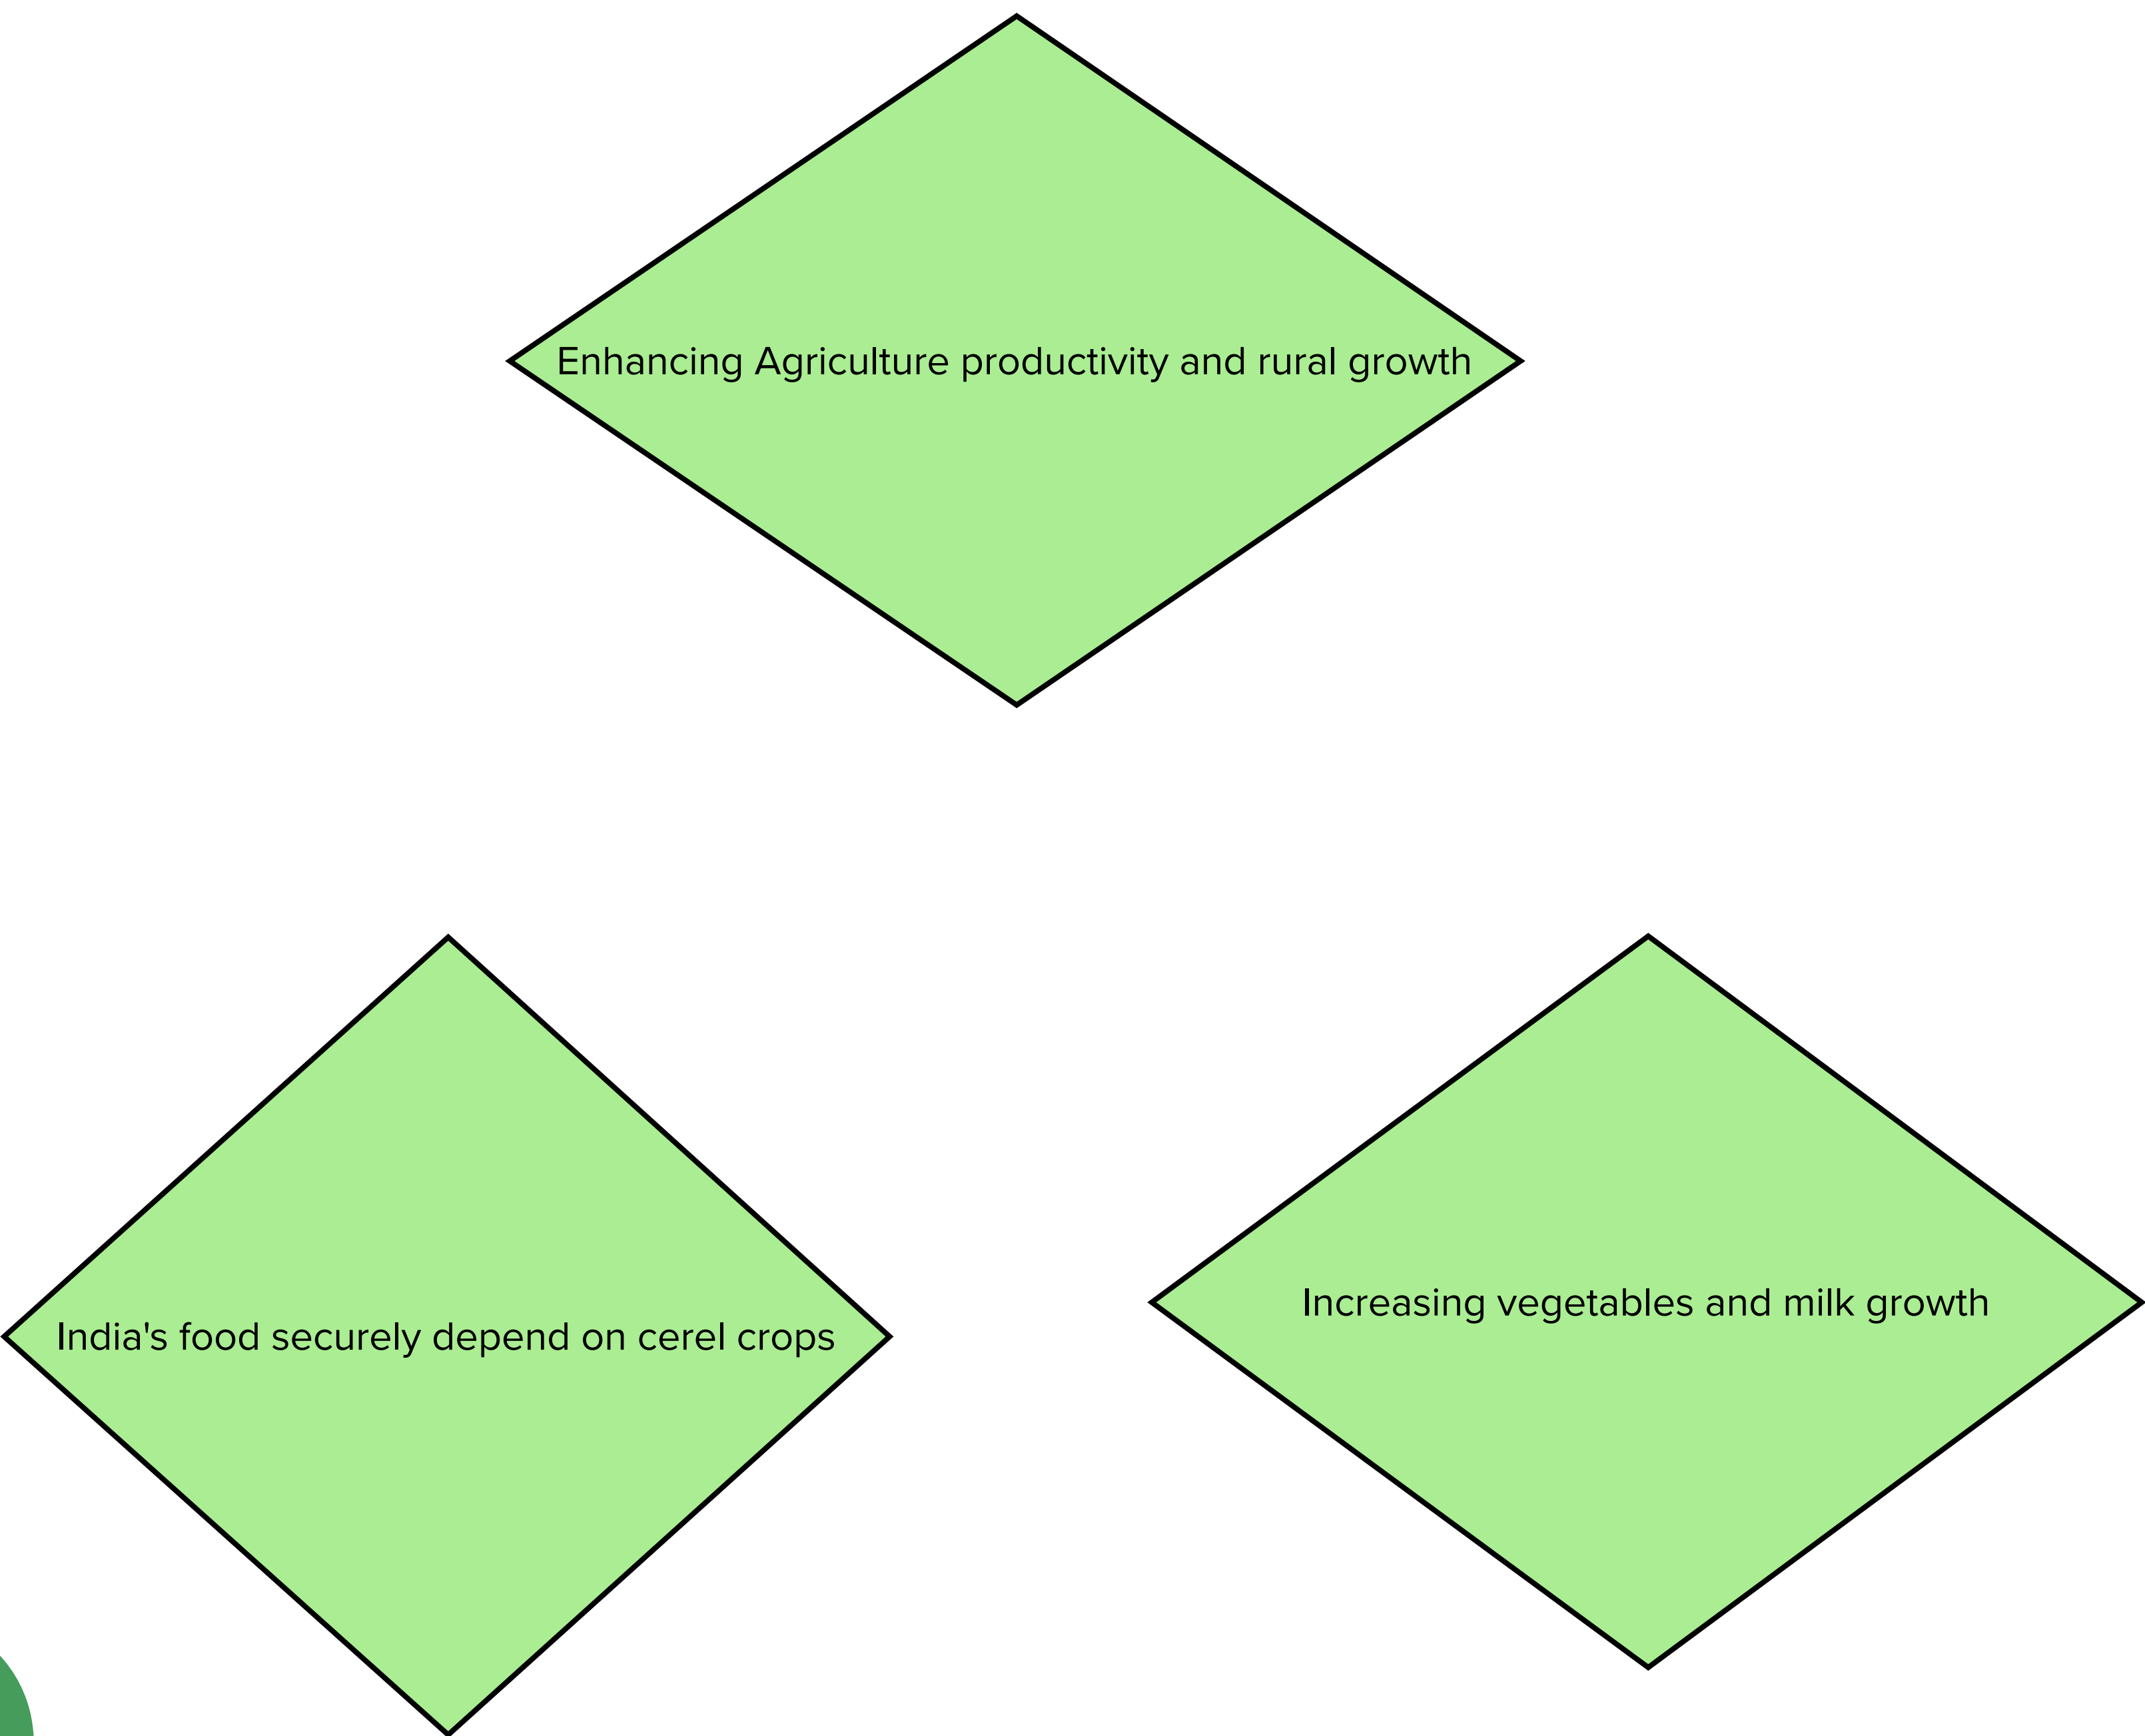 Enhancing Agriculture productivity and rural growth
India's food securely depend on cerel crops
Increasing vegetables and milk growth